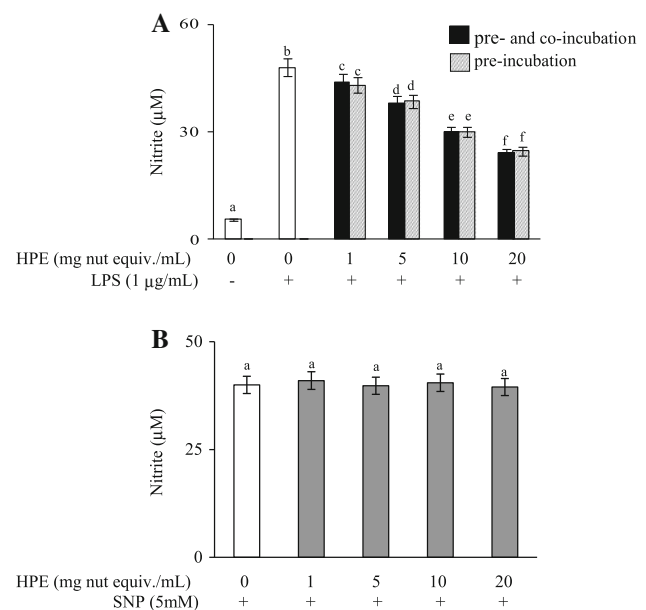 A
60
pre- and co-incubation
pre-incubation
b
c c
d d
e e
f f
a
30
0
Nitrite (µM)
HPE (mg nut equiv./mL) 0 0 1 5 10 20
LPS (1 µg/mL) - + + + + +
B
50
a a a a a
25
0
Nitrite (µM)
HPE (mg nut equiv./mL) 0 1 5 10 20
SNP (5mM) + + + + +